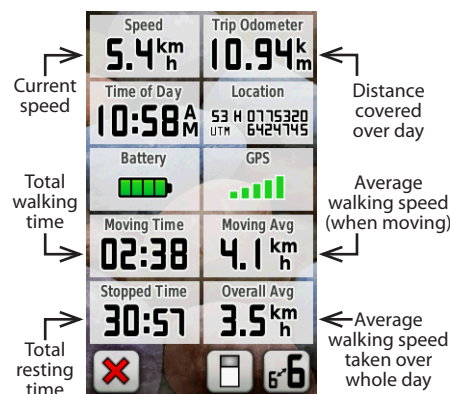 Speed
5.4 km/h
Trip Odometer
10.94 km
Current
speed
Distance
covered
over day
Time of Day
10:58 AM
Location
53 H 0775320
UTM 6424745
Battery
GPS
Total
walking
time
Average
walking speed
(when moving)
Moving Time
02:38
Moving Avg
4.1 km/h
Stopped Time
30:57
Overall Avg
3.5 km/h
Total
resting
time
Average
walking speed
taken over
whole day
6 6